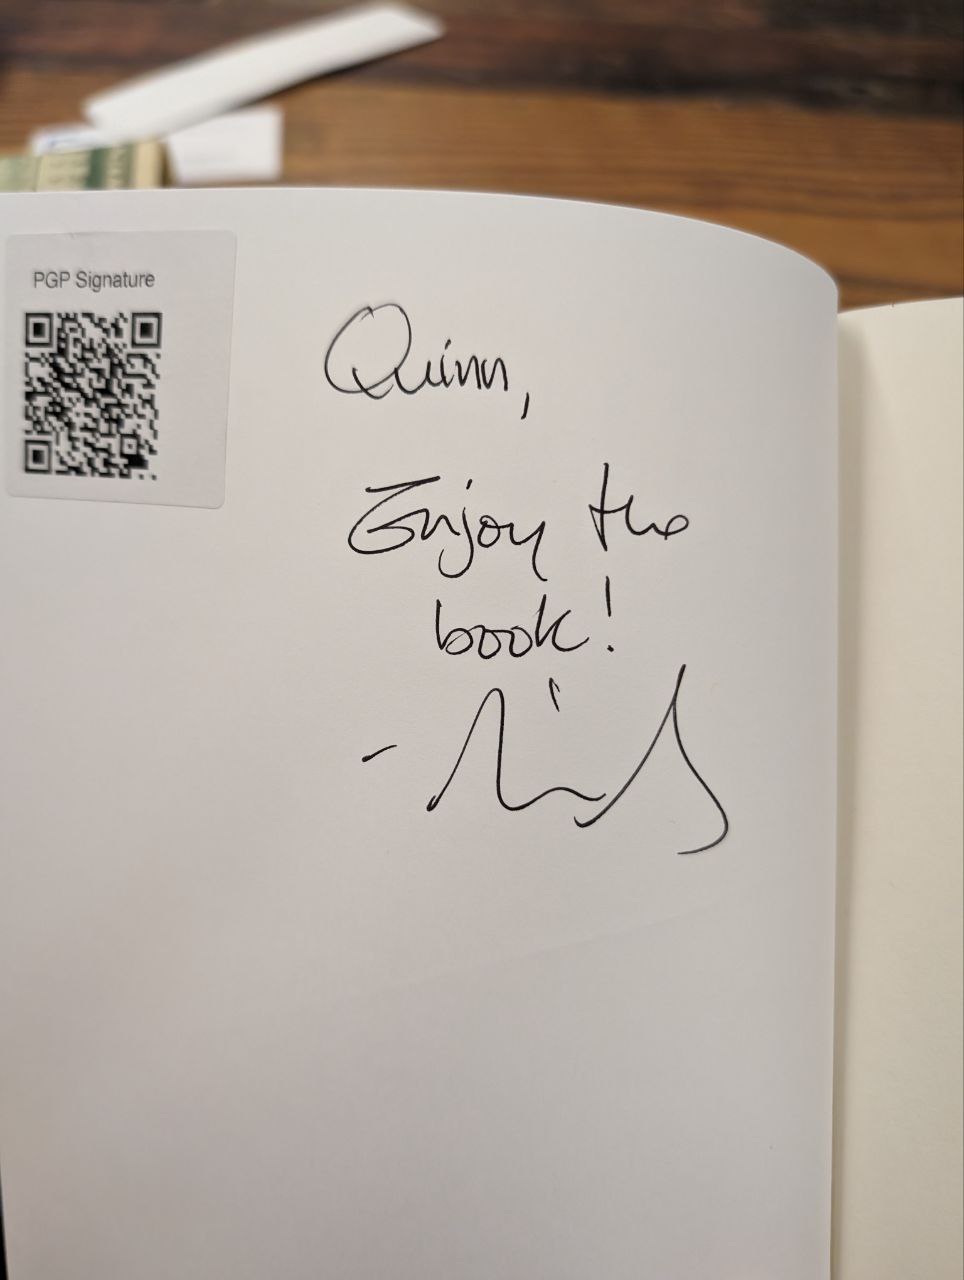 PGP Signature
Quinn,
Enjoy the
book!